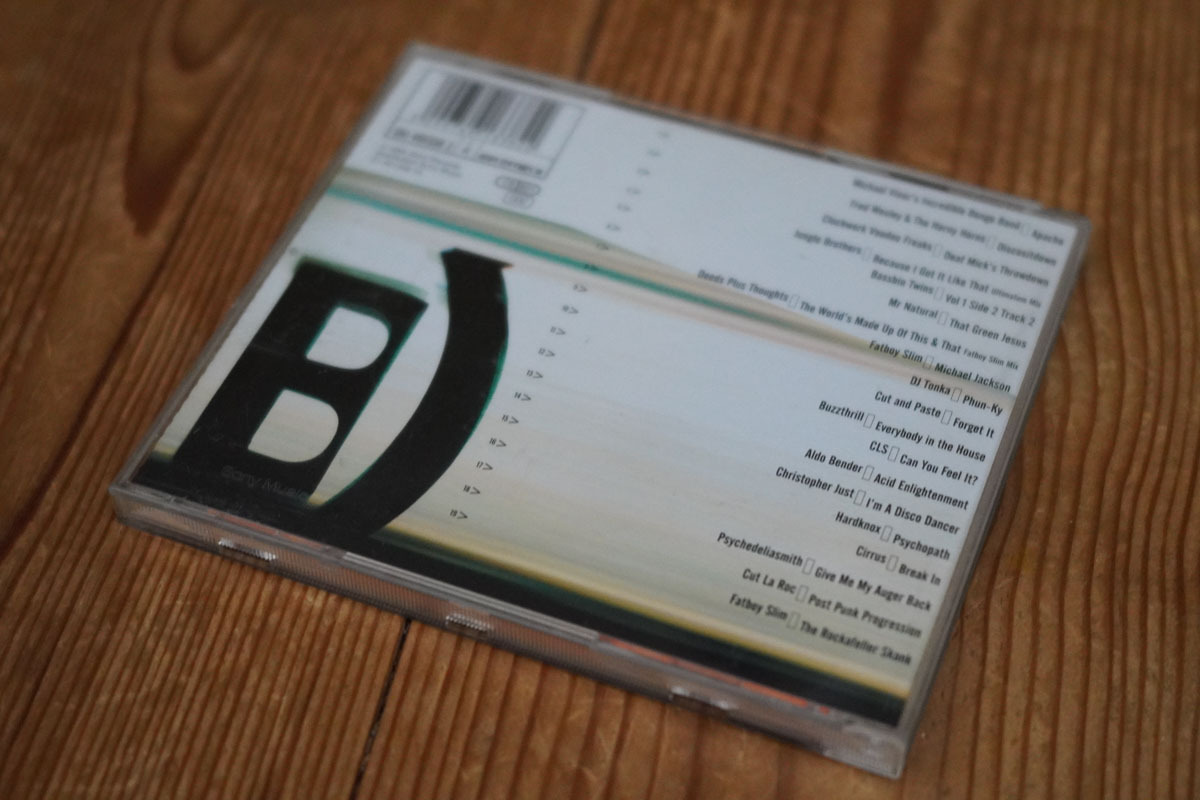 Michael Viner's Incredible Bongo Band▯Apache
Fred Wesley & The Horny Horns▯Discositdown
Clockwork Voodoo Freaks▯Deaf Mick's Throwdown
Jungle Brothers▯Because I Got It Like That Ultimatum Mix
Bassbin Twins▯Vol 1 Side 2 Track 2
Mr Natural▯That Green Jesus
Deeds Plus Thoughts▯The World's Made Up Of This & That Fatboy Slim Mix
Fatboy Slim▯Michael Jackson
DJ Tonka▯Phun-Ky
Cut and Paste▯Forget It
Buzzthrill▯Everybody in the House
CLS▯Can You Feel It?
Aldo Bender▯Acid Enlightenment
Christopher Just▯I'm A Disco Dancer
Hardknox▯Psychopath
Cirrus▯Break In
Psychedeliasmith▯Give Me My Auger Back
Cut La Roc▯Post Punk Progression
Fatboy Slim▯The Rockafeller Skank
B)
Sony Music